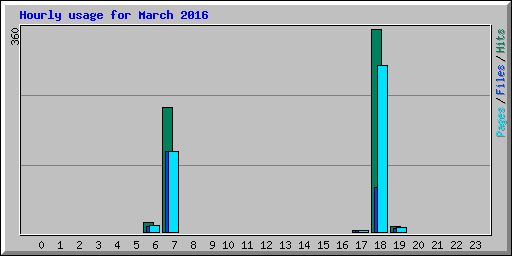 Hourly usage for March 2016
360
Pages/Files/Hits
0 1 2 3 4 5 6 7 8 9 10 11 12 13 14 15 16 17 18 19 20 21 22 23